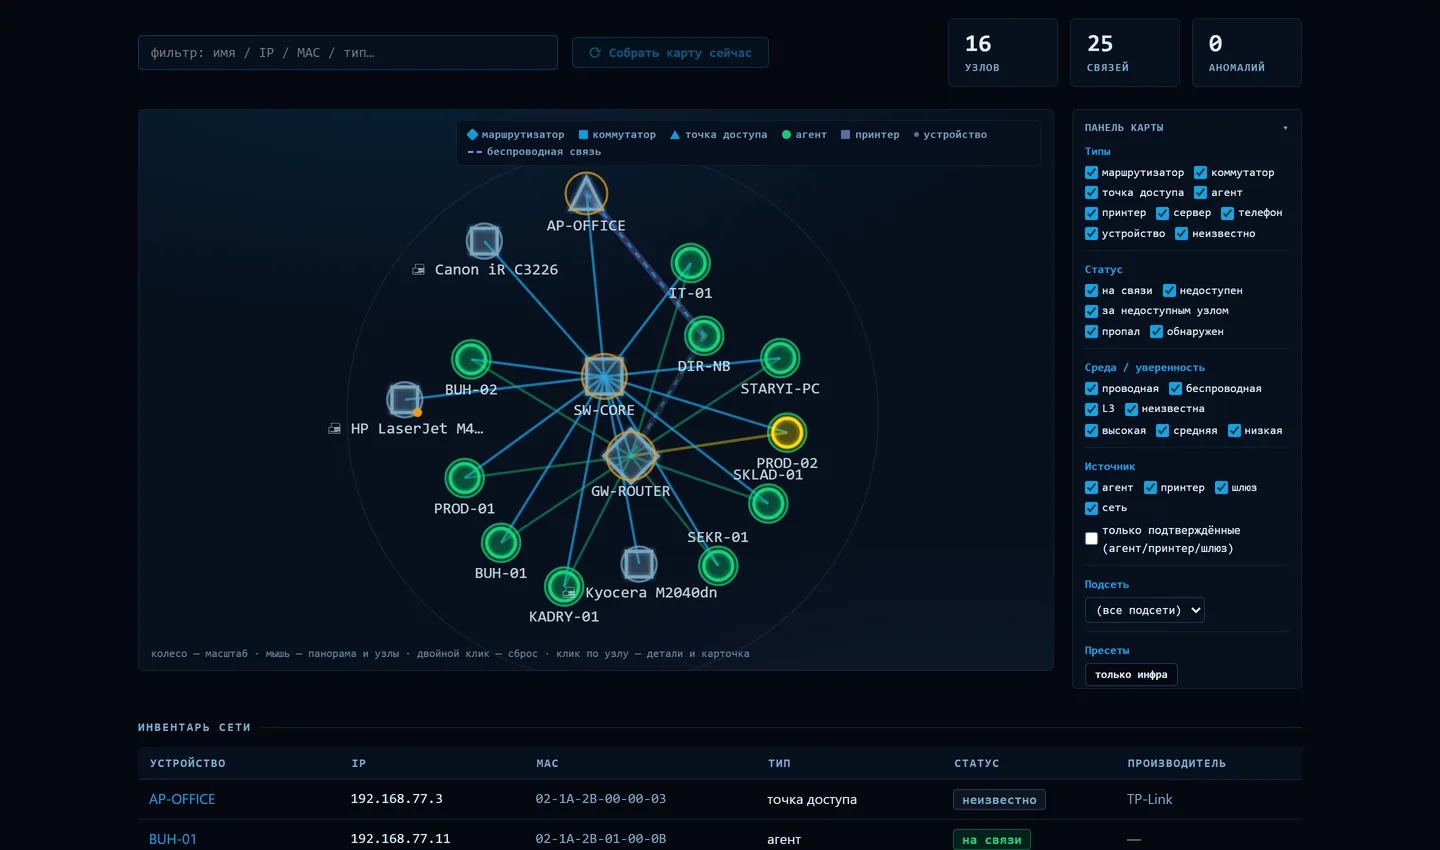 фильтр: имя / IP / MAC / тип…
Собрать карту сейчас
16
УЗЛОВ
25
СВЯЗЕЙ
0
АНОМАЛИЙ
маршрутизатор коммутатор точка доступа агент принтер устройство
беспроводная связь
AP-OFFICE
Canon iR C3226
IT-01
DIR-NB
BUH-02
STARYI-PC
SW-CORE
HP LaserJet M4…
PROD-02
SKLAD-01
GW-ROUTER
PROD-01
SEKR-01
BUH-01
Kyocera M2040dn
KADRY-01
колесо — масштаб · мышь — панорама и узлы · двойной клик — сброс · клик по узлу — детали и карточка
ПАНЕЛЬ КАРТЫ
Типы
маршрутизатор коммутатор
точка доступа агент
принтер сервер телефон
устройство неизвестно
Статус
на связи недоступен
за недоступным узлом
пропал обнаружен
Среда / уверенность
проводная беспроводная
L3 неизвестна
высокая средняя низкая
Источник
агент принтер шлюз
сеть
только подтверждённые
(агент/принтер/шлюз)
Подсеть
(все подсети)
Пресеты
только инфра
ИНВЕНТАРЬ СЕТИ
УСТРОЙСТВО IP MAC ТИП СТАТУС ПРОИЗВОДИТЕЛЬ
AP-OFFICE 192.168.77.3 02-1A-2B-00-00-03 точка доступа неизвестно TP-Link
BUH-01 192.168.77.11 02-1A-2B-01-00-0B агент на связи —